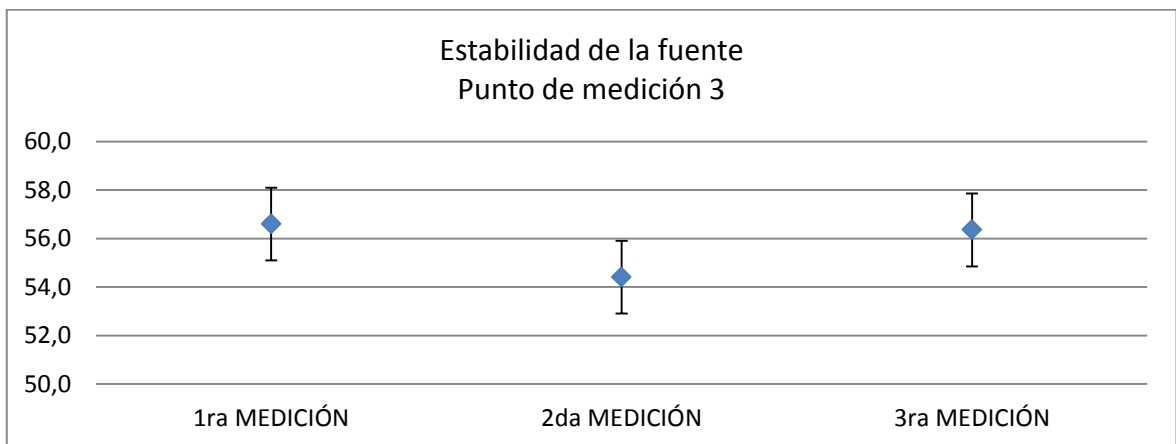 Estabilidad de la fuente
Punto de medición 3
60,0
58,0
56,0
54,0
52,0
50,0
1ra MEDICIÓN 2da MEDICIÓN 3ra MEDICIÓN